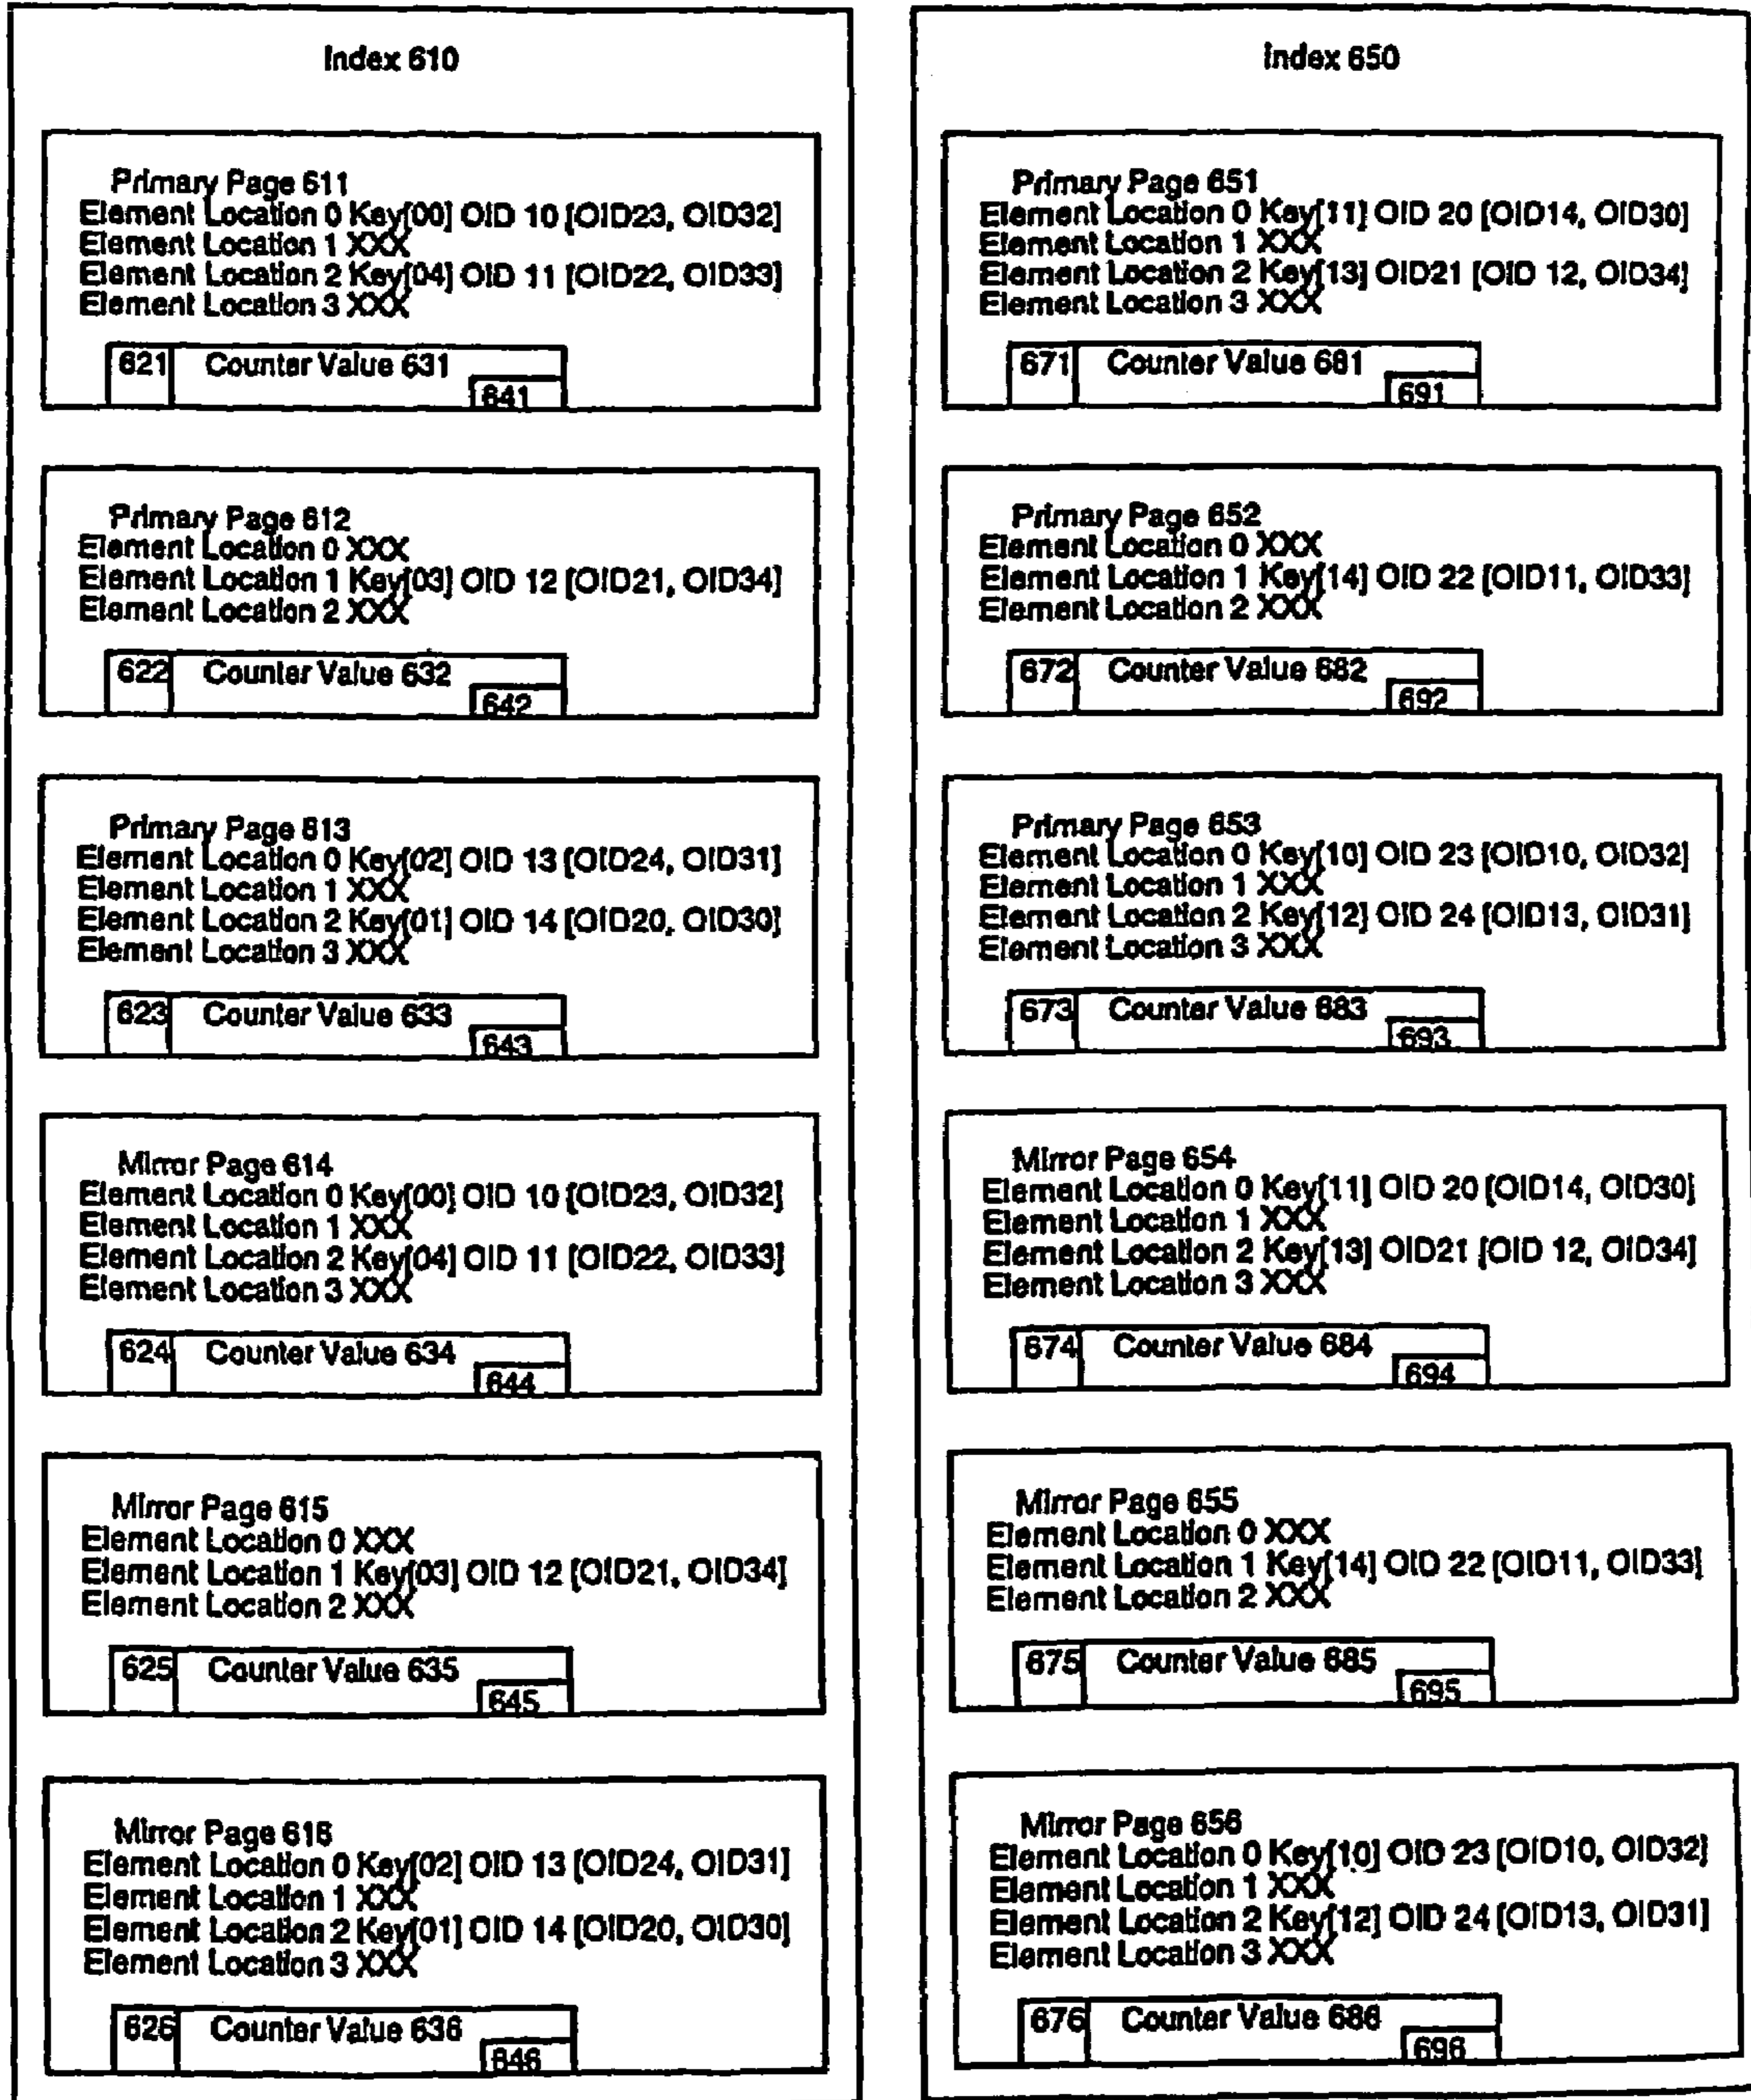 Index 610
Primary Page 611
Element Location 0 Key[00] OID 10 [OID23, OID32]
Element Location 1 XXX
Element Location 2 Key[04] OID 11 [OID22, OID33]
Element Location 3 XXX
621 Counter Value 631
641
Primary Page 612
Element Location 0 XXX
Element Location 1 Key[03] OID 12 [OID21, OID34]
Element Location 2 XXX
622 Counter Value 632
642
Primary Page 613
Element Location 0 Key[02] OID 13 [OID24, OID31]
Element Location 1 XXX
Element Location 2 Key[01] OID 14 [OID20, OID30]
Element Location 3 XXX
623 Counter Value 633
643
Mirror Page 614
Element Location 0 Key[00] OID 10 [OID23, OID32]
Element Location 1 XXX
Element Location 2 Key[04] OID 11 [OID22, OID33]
Element Location 3 XXX
624 Counter Value 634
644
Mirror Page 615
Element Location 0 XXX
Element Location 1 Key[03] OID 12 [OID21, OID34]
Element Location 2 XXX
625 Counter Value 635
645
Mirror Page 616
Element Location 0 Key[02] OID 13 [OID24, OID31]
Element Location 1 XXX
Element Location 2 Key[01] OID 14 [OID20, OID30]
Element Location 3 XXX
626 Counter Value 636
646
Index 650
Primary Page 651
Element Location 0 Key[11] OID 20 [OID14, OID30]
Element Location 1 XXX
Element Location 2 Key[13] OID21 [OID 12, OID34]
Element Location 3 XXX
671 Counter Value 681
691
Primary Page 652
Element Location 0 XXX
Element Location 1 Key[14] OID 22 [OID11, OID33]
Element Location 2 XXX
672 Counter Value 682
692
Primary Page 653
Element Location 0 Key[10] OID 23 [OID10, OID32]
Element Location 1 XXX
Element Location 2 Key[12] OID 24 [OID13, OID31]
Element Location 3 XXX
673 Counter Value 683
693
Mirror Page 654
Element Location 0 Key[11] OID 20 [OID14, OID30]
Element Location 1 XXX
Element Location 2 Key[13] OID21 [OID 12, OID34]
Element Location 3 XXX
674 Counter Value 684
694
Mirror Page 655
Element Location 0 XXX
Element Location 1 Key[14] OID 22 [OID11, OID33]
Element Location 2 XXX
675 Counter Value 685
695
Mirror Page 656
Element Location 0 Key[10] OID 23 [OID10, OID32]
Element Location 1 XXX
Element Location 2 Key[12] OID 24 [OID13, OID31]
Element Location 3 XXX
676 Counter Value 686
696